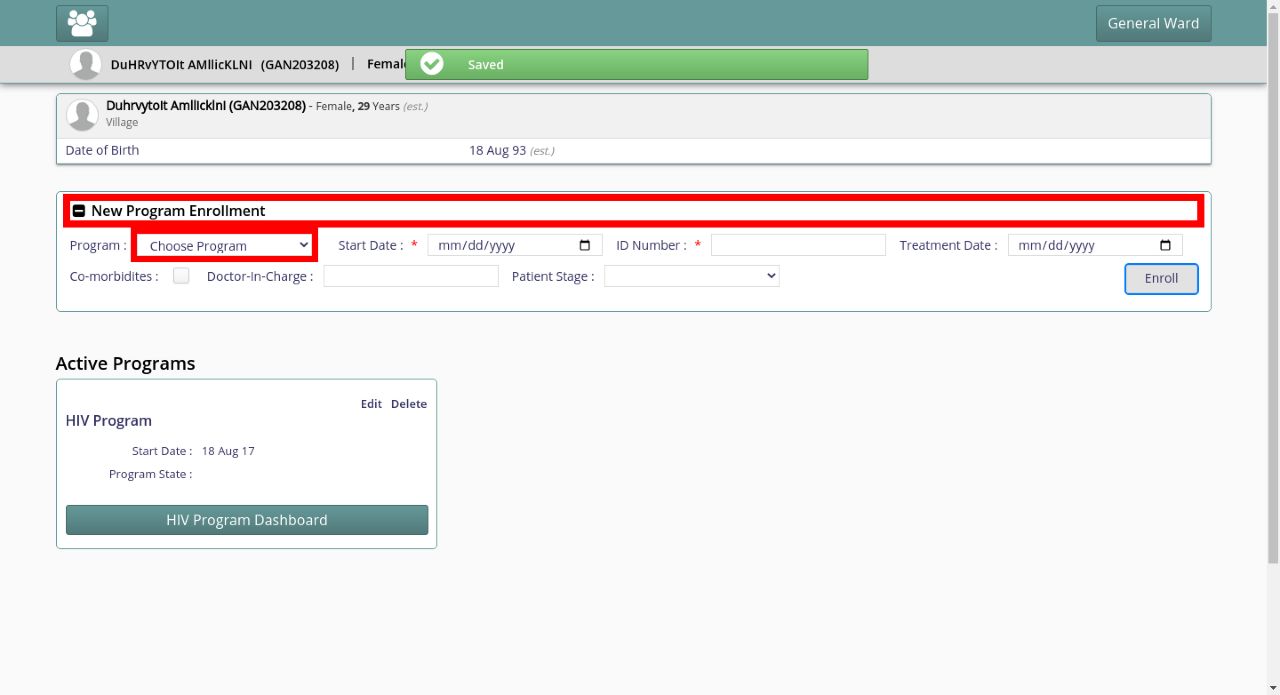 General Ward
DuHRvYTOIt AMIlicKLNI (GAN203208) | Female
Saved
Duhrvytoit Amllickini (GAN203208) - Female, 29 Years (est.)
Village
Date of Birth 18 Aug 93 (est.)
New Program Enrollment
Program : Choose Program Start Date : * mm/dd/yyyy ID Number : * Treatment Date : mm/dd/yyyy
Co-morbidites : Doctor-In-Charge : Patient Stage : Enroll
Active Programs
Edit Delete
HIV Program
Start Date : 18 Aug 17
Program State :
HIV Program Dashboard